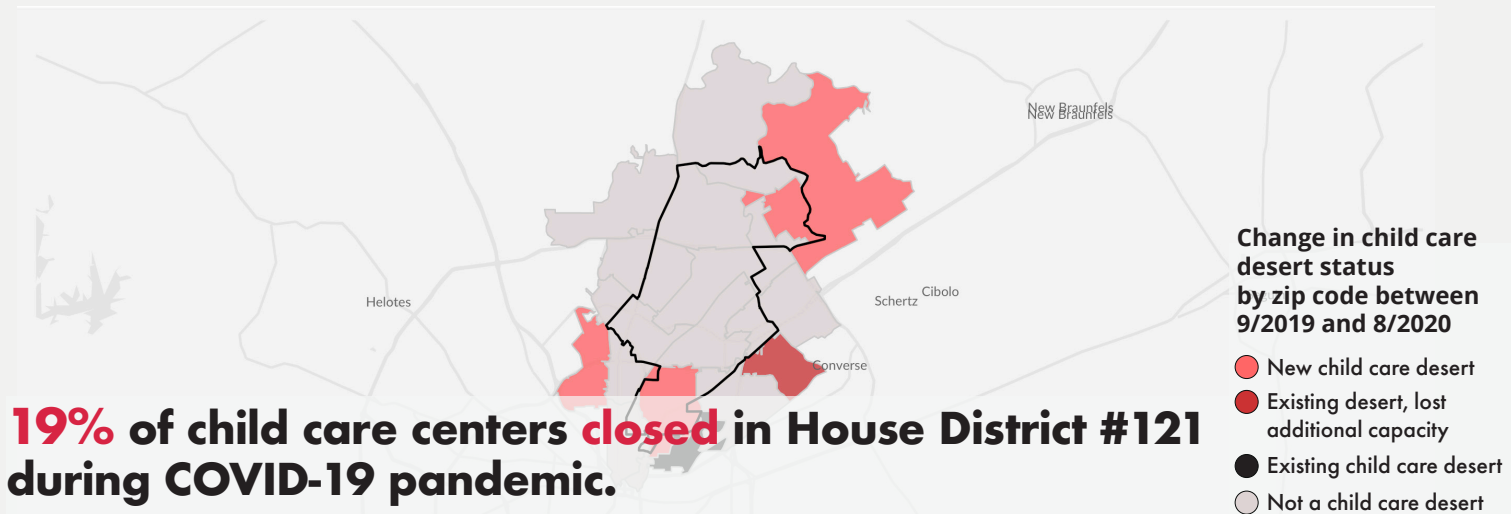 New Braunfels
New Braunfels
Helotes
Schertz
Cibolo
Converse
Change in child care
desert status
by zip code between
9/2019 and 8/2020
New child care desert
Existing desert, lost
additional capacity
Existing child care desert
Not a child care desert
19% of child care centers closed in House District #121
during COVID-19 pandemic.